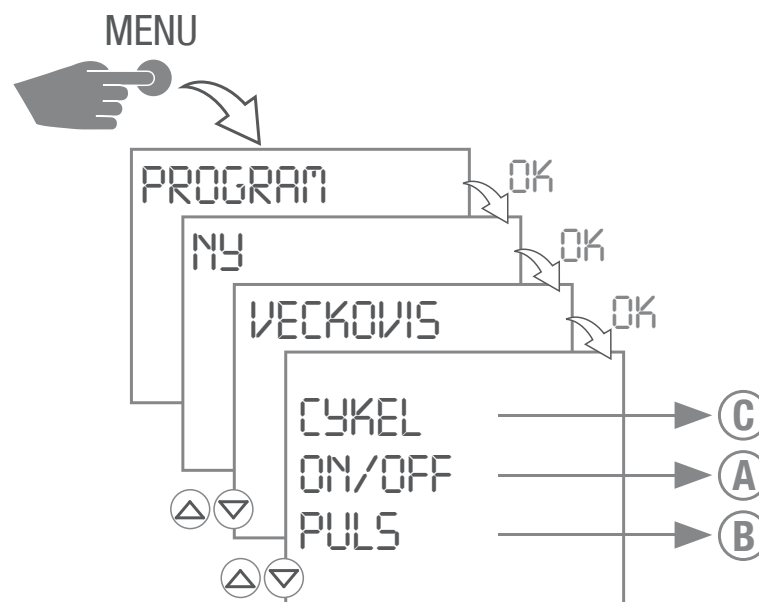 MENU
PROGRAM
OK
NY
OK
VECKOVIS
OK
CYKEL C
ON/OFF A
PULS B